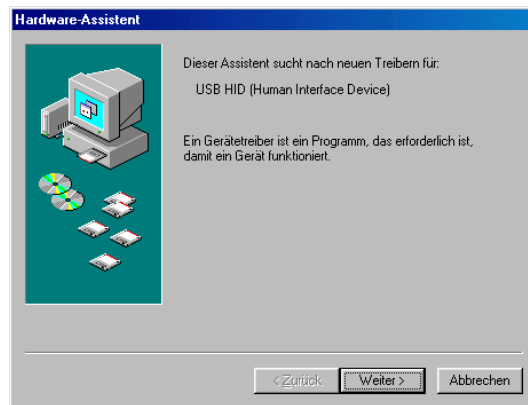 Hardware-Assistent
Dieser Assistent sucht nach neuen Treibern für:
USB HID (Human Interface Device)
Ein Gerätetreiber ist ein Programm, das erforderlich ist,
damit ein Gerät funktioniert.
< Zurück Weiter > Abbrechen